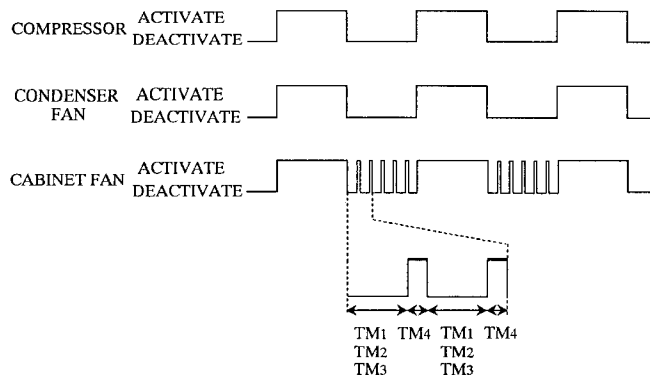 COMPRESSOR ACTIVATE
DEACTIVATE
CONDENSER FAN ACTIVATE
DEACTIVATE
CABINET FAN ACTIVATE
DEACTIVATE
TM1 TM4 TM1 TM4
TM2 TM2
TM3 TM3